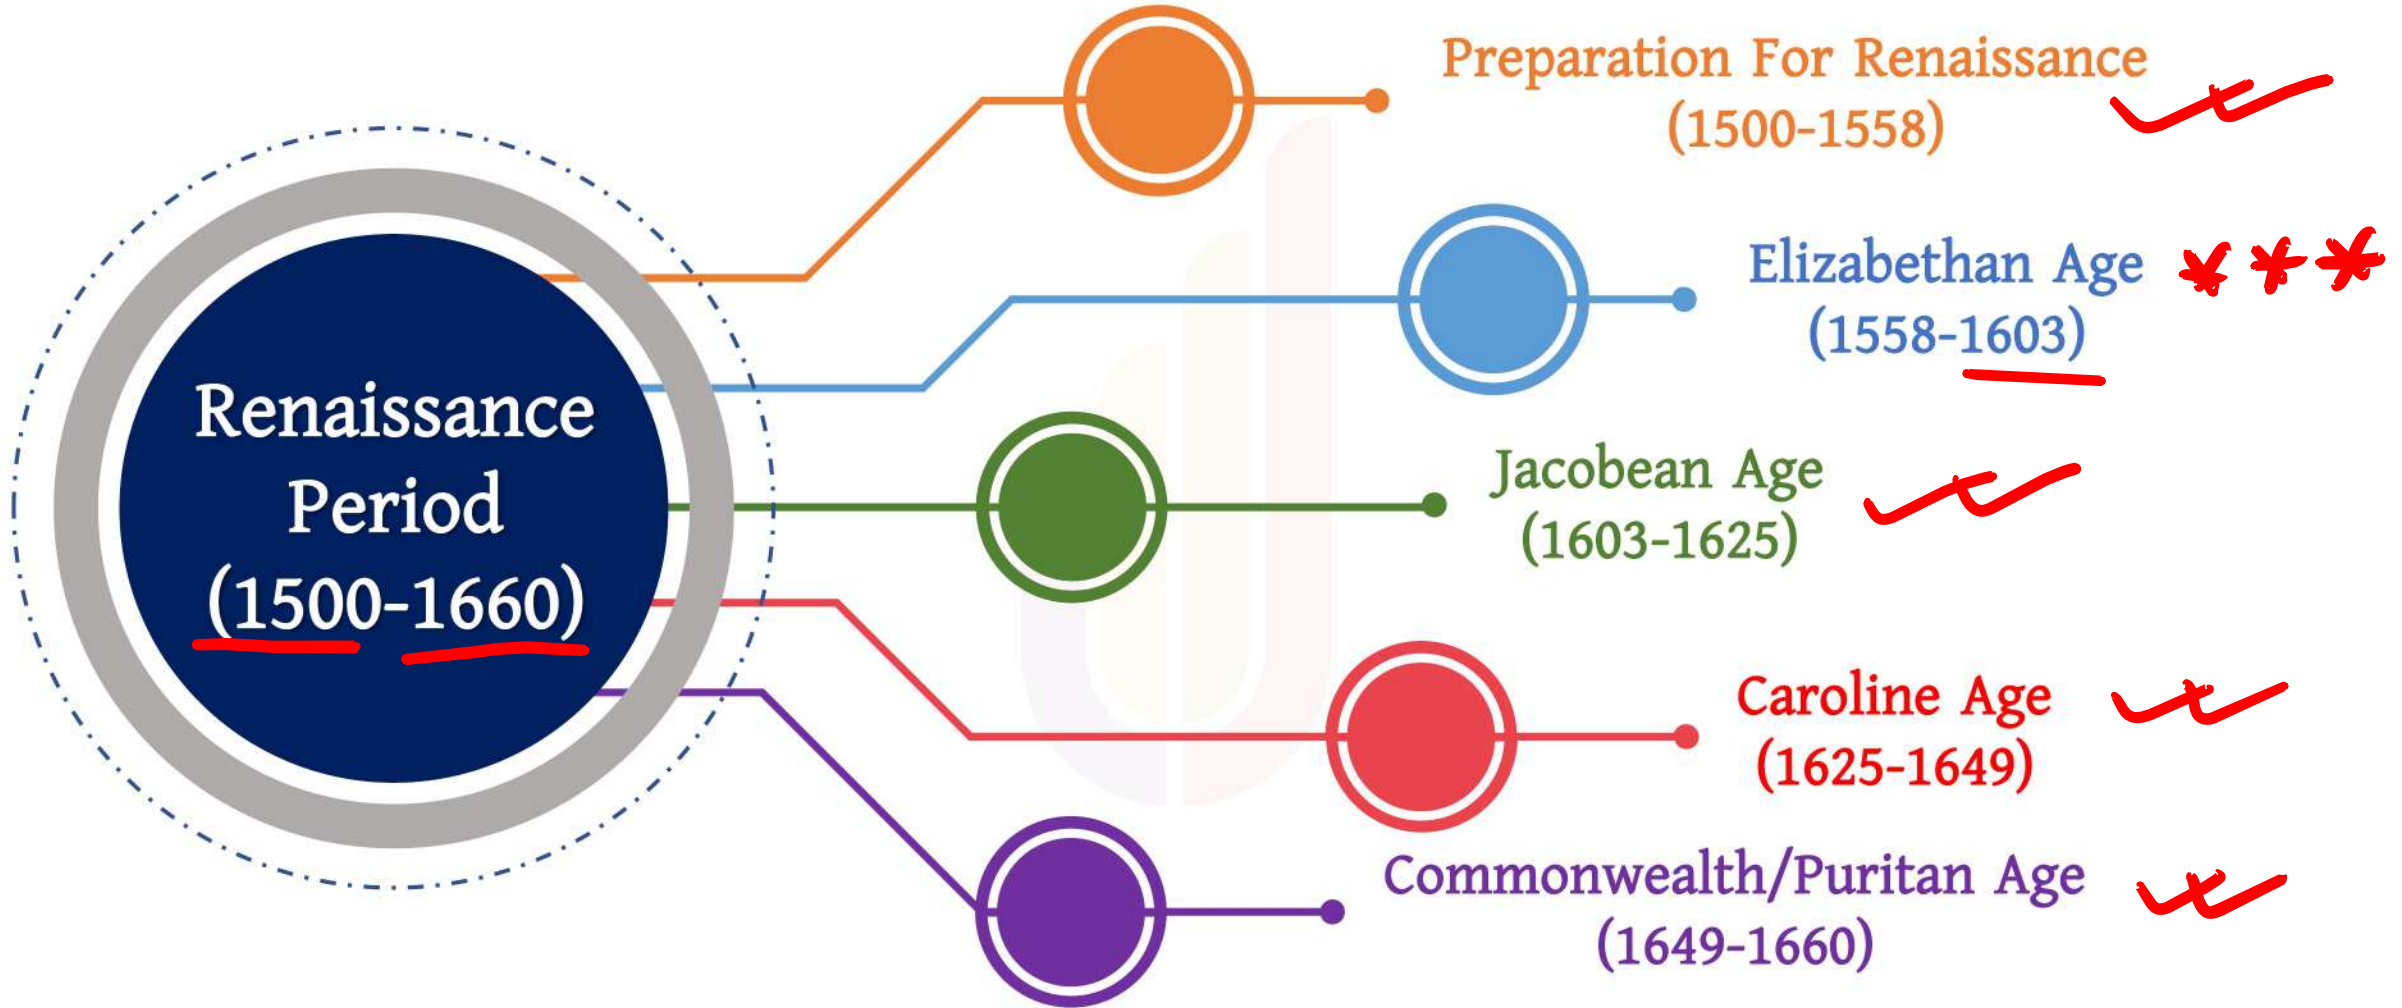 Renaissance
Period
(1500-1660)
Preparation For Renaissance
(1500-1558)
Elizabethan Age ***
(1558-1603)
Jacobean Age
(1603-1625)
Caroline Age
(1625-1649)
Commonwealth/Puritan Age
(1649-1660)